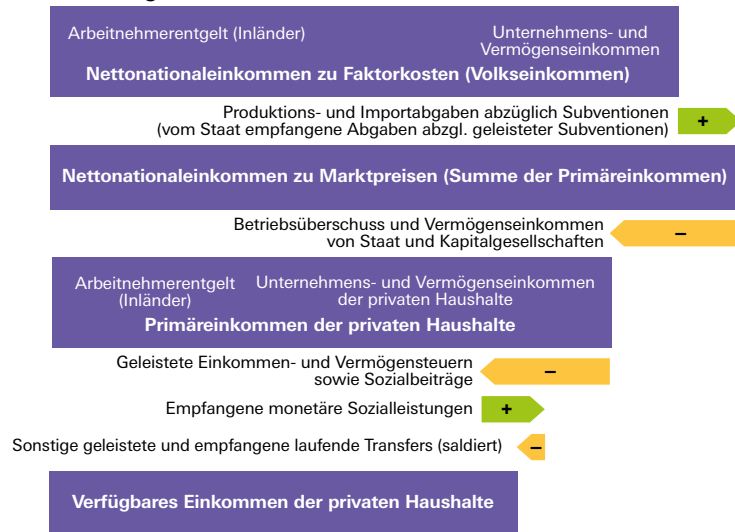 Arbeitnehmerentgelt (Inländer)
Unternehmens- und
Vermögenseinkommen
Nettonationaleinkommen zu Faktorkosten (Volkseinkommen)
Produktions- und Importabgaben abzüglich Subventionen
(vom Staat empfangene Abgaben abzgl. geleisteter Subventionen)
+
Nettonationaleinkommen zu Marktpreisen (Summe der Primäreinkommen)
Betriebsüberschuss und Vermögenseinkommen
von Staat und Kapitalgesellschaften
–
Arbeitnehmerentgelt
(Inländer)
Unternehmens- und Vermögenseinkommen
der privaten Haushalte
Primäreinkommen der privaten Haushalte
Geleistete Einkommen- und Vermögensteuern
sowie Sozialbeiträge
–
Empfangene monetäre Sozialleistungen
+
Sonstige geleistete und empfangene laufende Transfers (saldiert)
–
Verfügbares Einkommen der privaten Haushalte